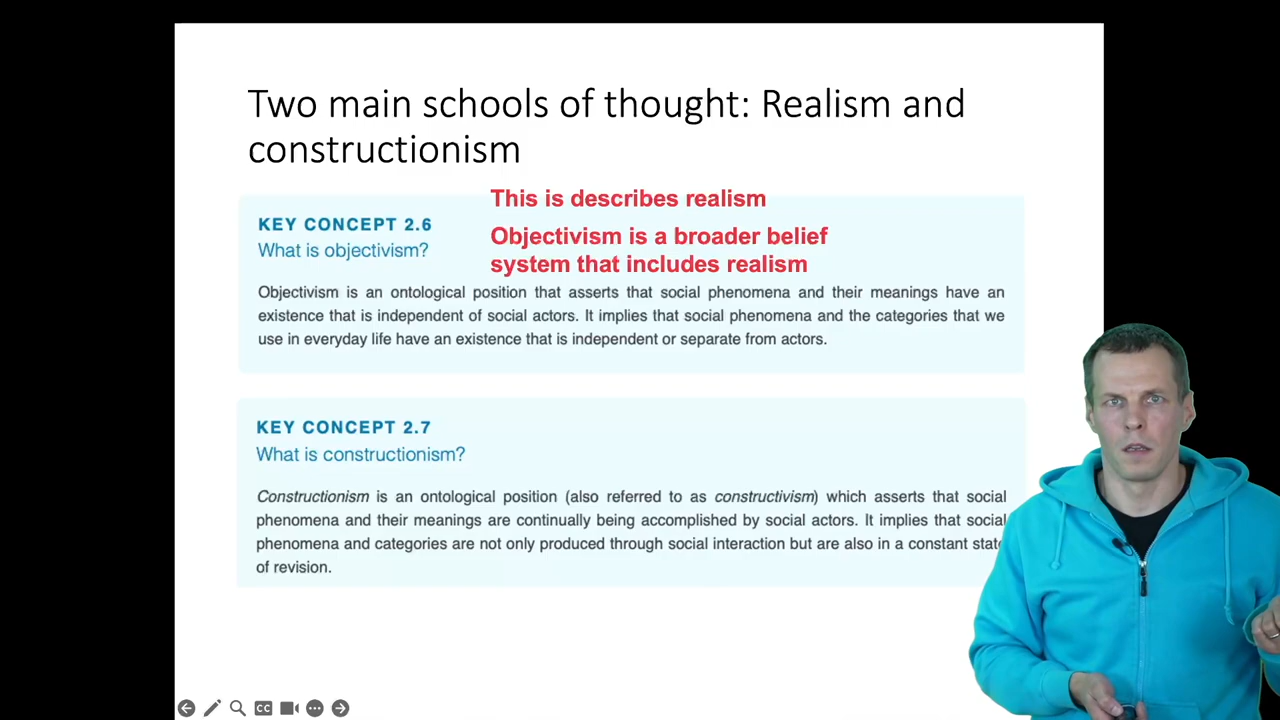 Two main schools of thought: Realism and
constructionism
This is describes realism
KEY CONCEPT 2.6
Objectivism is a broader belief
What is objectivism?
system that includes realism
Objectivism is an ontological position that asserts that social phenomena and their meanings have an
existence that is independent of social actors. It implies that social phenomena and the categories that we
use in everyday life have an existence that is independent or separate from actors.
KEY CONCEPT 2.7
What is constructionism?
Constructionism is an ontological position (also referred to as constructivism) which asserts that social
phenomena and their meanings are continually being accomplished by social actors. It implies that social
phenomena and categories are not only produced through social interaction but are also in a constant state
of revision.
CC